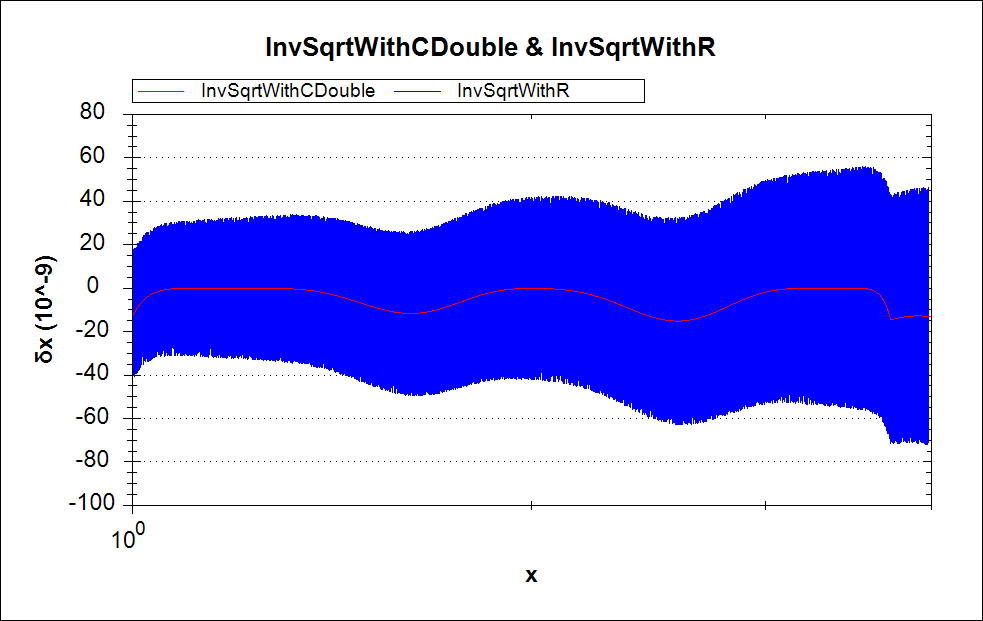 InvSqrtWithCDouble & InvSqrtWithR
InvSqrtWithCDouble InvSqrtWithR
80
60
40
20
0
-20
-40
-60
-80
-100
δx (10^-9)
10^0
x